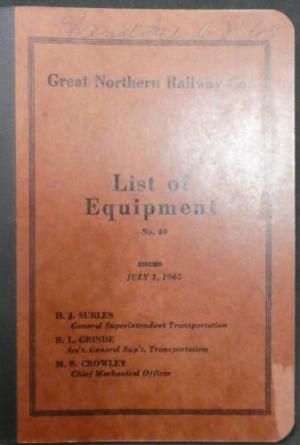 Great Northern Railway Co.
List of
Equipment
No. 40
ISSUED
JULY 1, 1965
H. J. SURLES
General Superintendent Transportation
R. L. GRINDE
Ass't. General Sup't. Transportation
M. B. CROWLEY
Chief Mechanical Officer